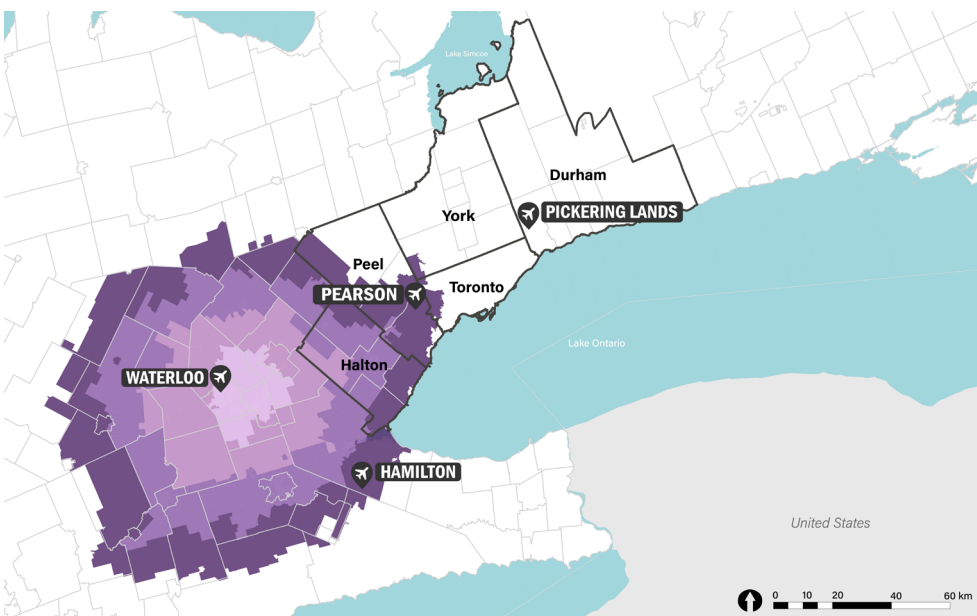 Lake Simcoe
Durham
PICKERING LANDS
York
Peel
Toronto
PEARSON
Lake Ontario
Halton
WATERLOO
HAMILTON
United States
0 10 20 40 60 km